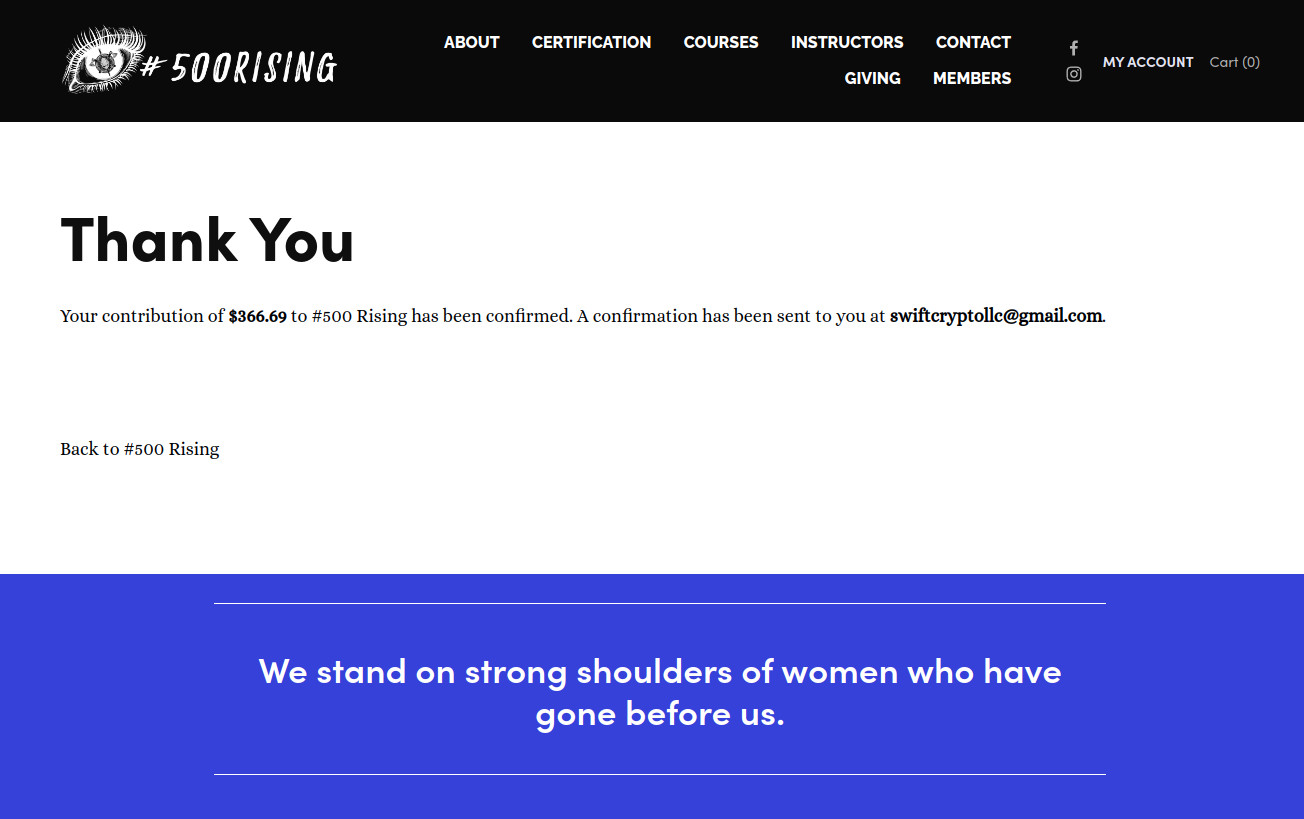 #500RISING
ABOUT CERTIFICATION COURSES INSTRUCTORS CONTACT
GIVING MEMBERS
MY ACCOUNT Cart (0)
Thank You
Your contribution of $366.69 to #500 Rising has been confirmed. A confirmation has been sent to you at swiftcryptollc@gmail.com.
Back to #500 Rising
We stand on strong shoulders of women who have
gone before us.